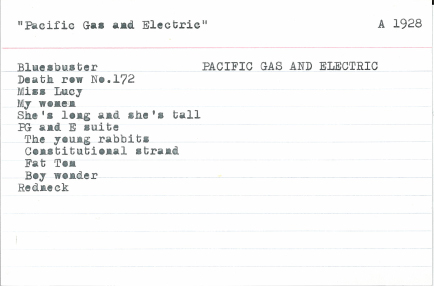 "Pacific Gas and Electric" A 1928
Bluesbuster PACIFIC GAS AND ELECTRIC
Death row No.172
Miss Lucy
My women
She's long and she's tall
PG and E suite
The young rabbits
Constitutional strand
Fat Tom
Boy wonder
Redneck